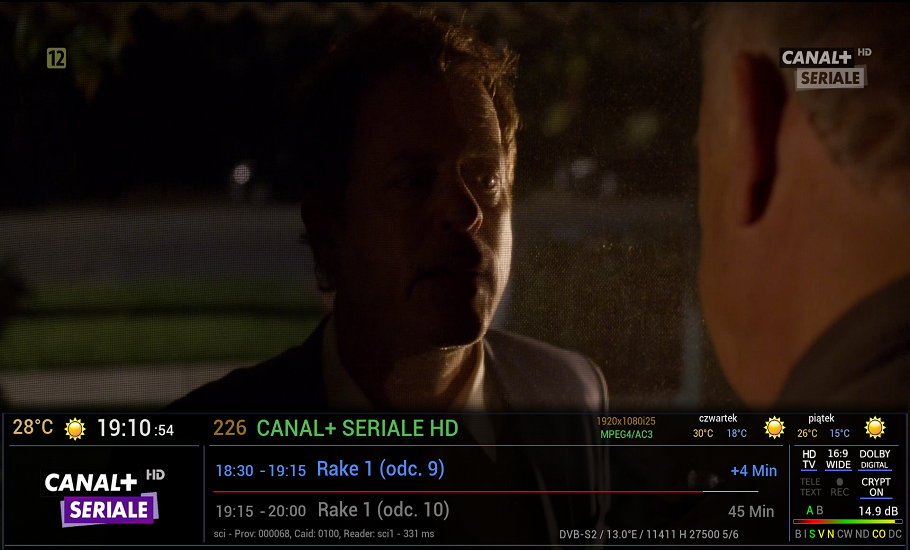 12
CANAL+ HD
SERIALE
28°C 19:10:54
226 CANAL+ SERIALE HD
1920x1080i25
MPEG4/AC3
czwartek
30°C 18°C
piątek
26°C 15°C
CANAL+ HD
SERIALE
18:30 - 19:15 Rake 1 (odc. 9) +4 Min
19:15 - 20:00 Rake 1 (odc. 10) 45 Min
sci - Prov: 000068, Caid: 0100, Reader: sci1 - 331 ms
DVB-S2 / 13.0°E / 11411 H 27500 5/6
HD TV
16:9 WIDE
DOLBY DIGITAL
TELE TEXT
REC
CRYPT ON
A B 14.9 dB
B I S V N CW ND CO DC